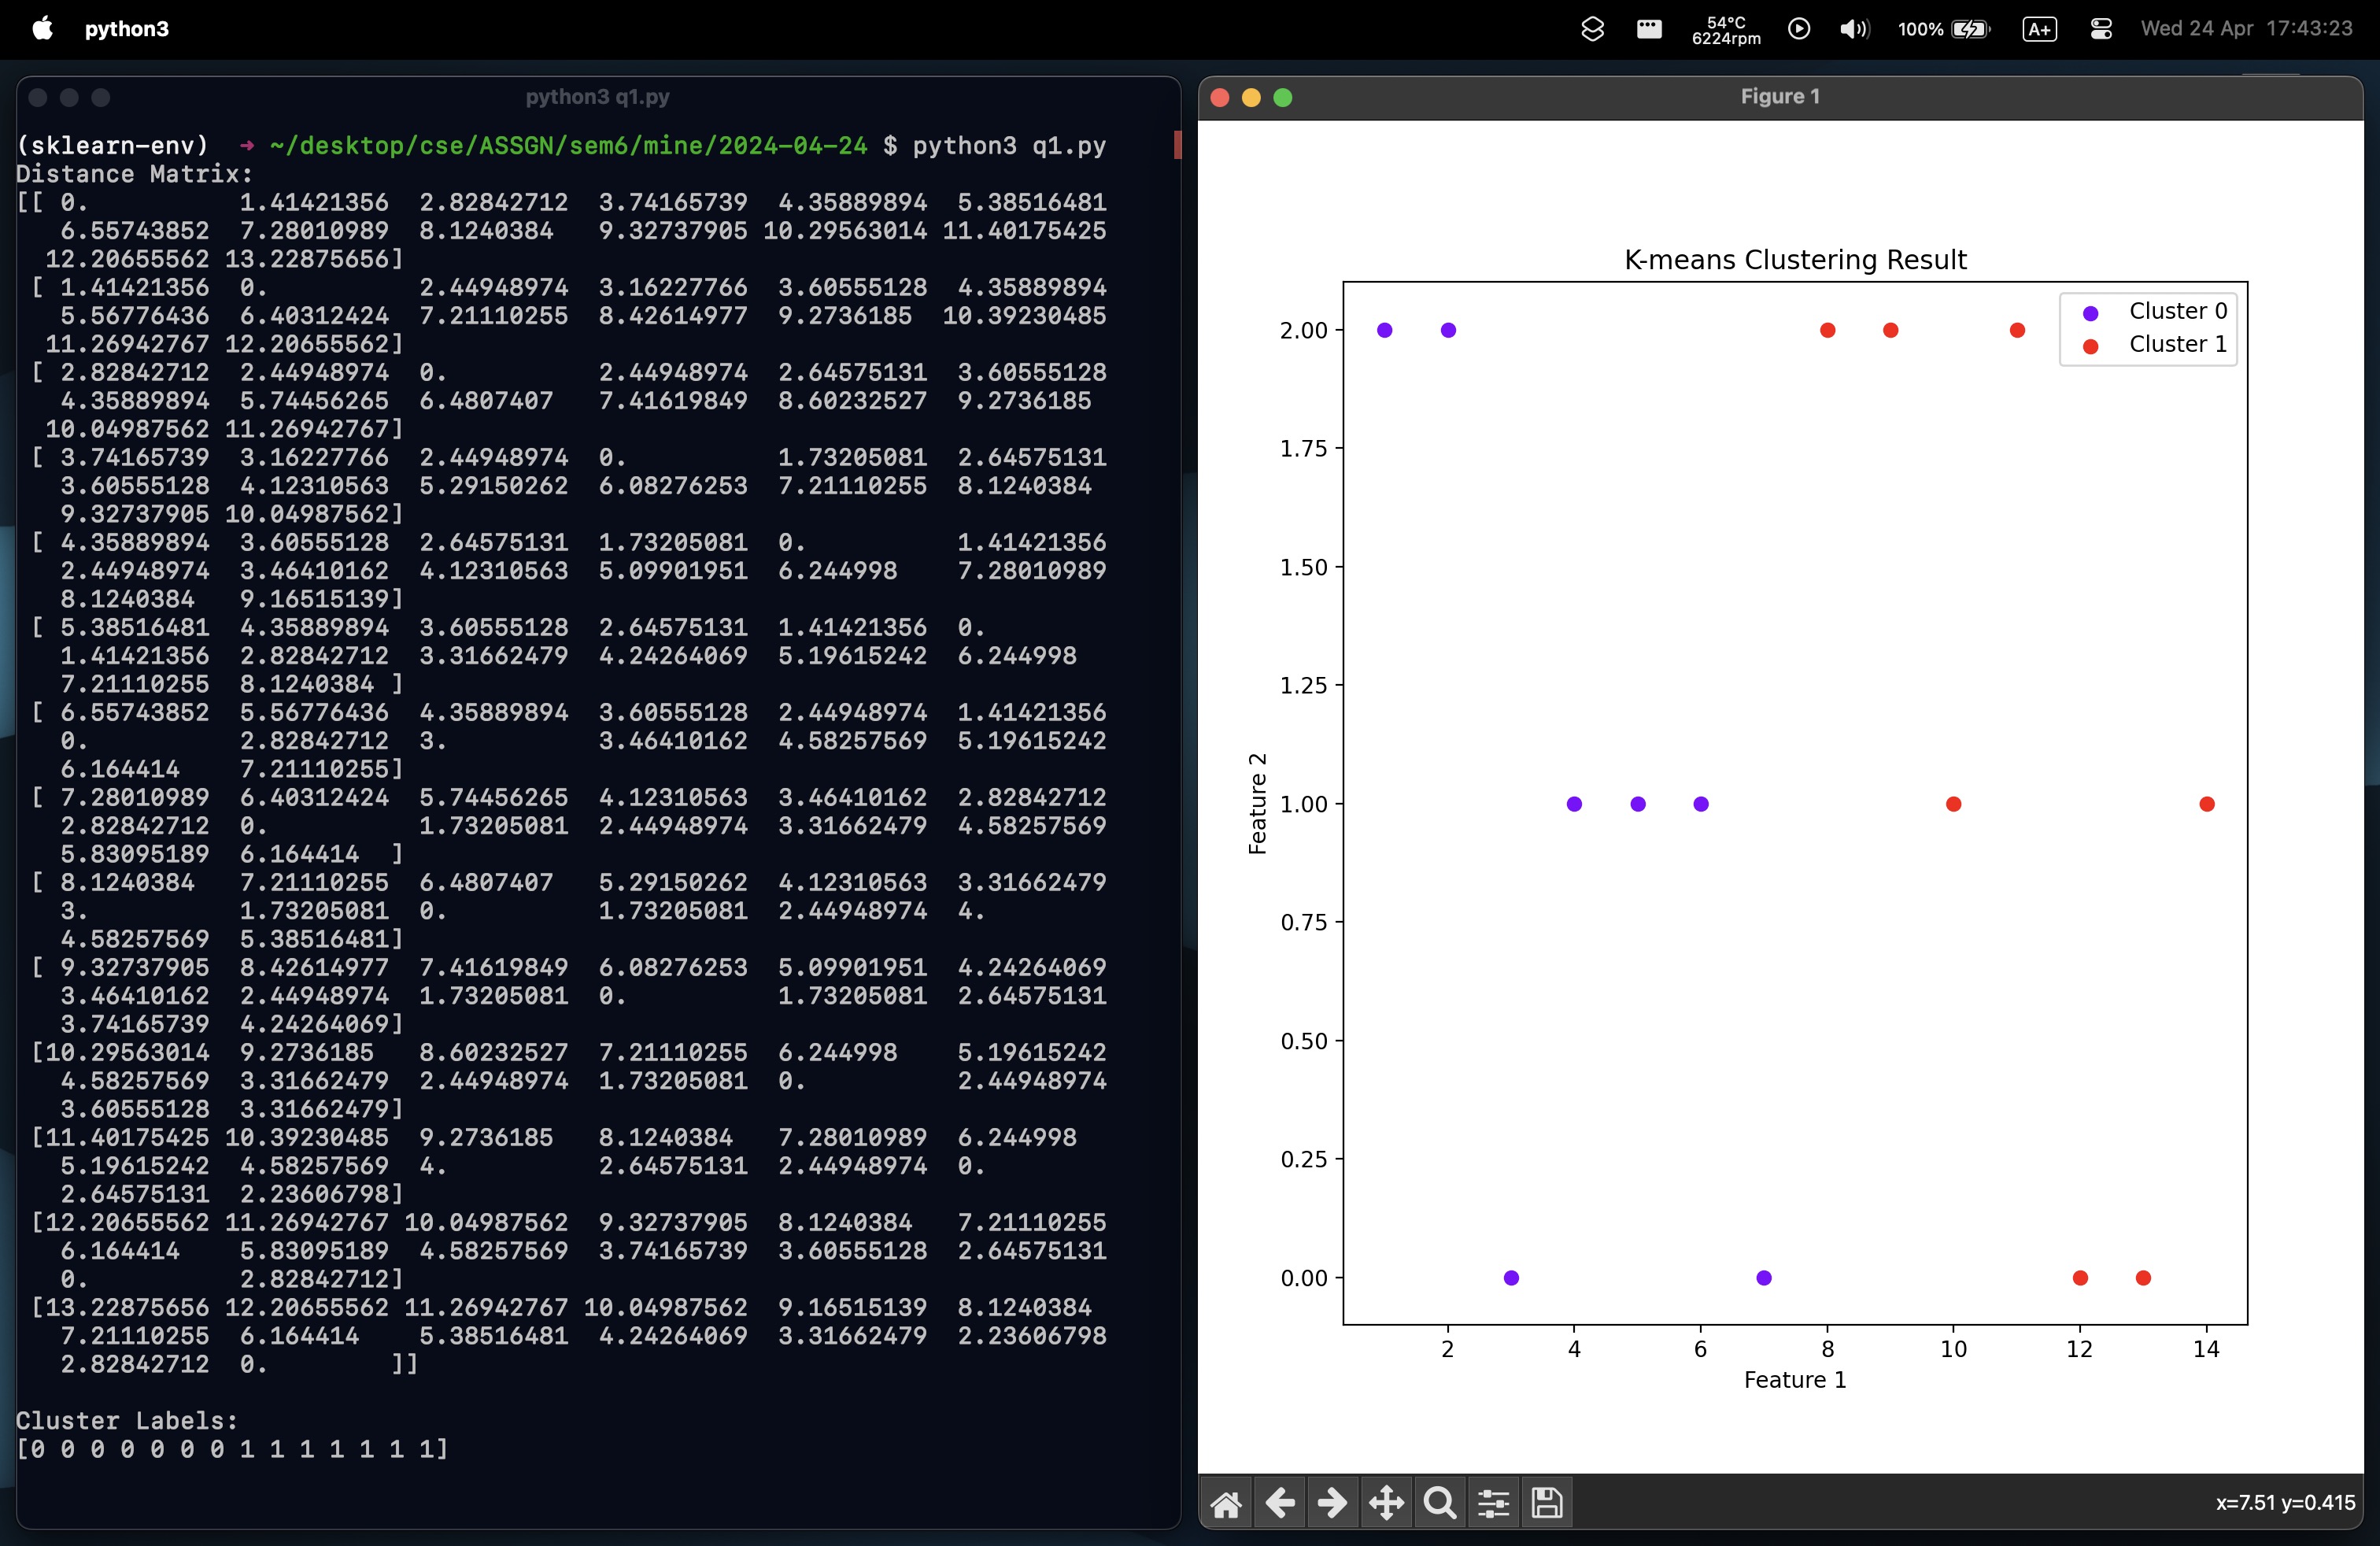 python3
54°C
6224rpm
100%
A+
Wed 24 Apr 17:43:23
python3 q1.py
(sklearn-env) ➜ ~/desktop/cse/ASSGN/sem6/mine/2024-04-24 $ python3 q1.py
Distance Matrix:
[[ 0. 1.41421356 2.82842712 3.74165739 4.35889894 5.38516481
6.55743852 7.28010989 8.1240384 9.32737905 10.29563014 11.40175425
12.20655562 13.22875656]
[ 1.41421356 0. 2.44948974 3.16227766 3.60555128 4.35889894
5.56776436 6.40312424 7.21110255 8.42614977 9.2736185 10.39230485
11.26942767 12.20655562]
[ 2.82842712 2.44948974 0. 2.44948974 2.64575131 3.60555128
4.35889894 5.74456265 6.4807407 7.41619849 8.60232527 9.2736185
10.04987562 11.26942767]
[ 3.74165739 3.16227766 2.44948974 0. 1.73205081 2.64575131
3.60555128 4.12310563 5.29150262 6.08276253 7.21110255 8.1240384
9.32737905 10.04987562]
[ 4.35889894 3.60555128 2.64575131 1.73205081 0. 1.41421356
2.44948974 3.46410162 4.12310563 5.09901951 6.244998 7.28010989
8.1240384 9.16515139]
[ 5.38516481 4.35889894 3.60555128 2.64575131 1.41421356 0.
1.41421356 2.82842712 3.31662479 4.24264069 5.19615242 6.244998
7.21110255 8.1240384 ]
[ 6.55743852 5.56776436 4.35889894 3.60555128 2.44948974 1.41421356
0. 2.82842712 3. 3.46410162 4.58257569 5.19615242
6.164414 7.21110255]
[ 7.28010989 6.40312424 5.74456265 4.12310563 3.46410162 2.82842712
2.82842712 0. 1.73205081 2.44948974 3.31662479 4.58257569
5.83095189 6.164414 ]
[ 8.1240384 7.21110255 6.4807407 5.29150262 4.12310563 3.31662479
3. 1.73205081 0. 1.73205081 2.44948974 4.
4.58257569 5.38516481]
[ 9.32737905 8.42614977 7.41619849 6.08276253 5.09901951 4.24264069
3.46410162 2.44948974 1.73205081 0. 1.73205081 2.64575131
3.74165739 4.24264069]
[10.29563014 9.2736185 8.60232527 7.21110255 6.244998 5.19615242
4.58257569 3.31662479 2.44948974 1.73205081 0. 2.44948974
3.60555128 3.31662479]
[11.40175425 10.39230485 9.2736185 8.1240384 7.28010989 6.244998
5.19615242 4.58257569 4. 2.64575131 2.44948974 0.
2.64575131 2.23606798]
[12.20655562 11.26942767 10.04987562 9.32737905 8.1240384 7.21110255
6.164414 5.83095189 4.58257569 3.74165739 3.60555128 2.64575131
0. 2.82842712]
[13.22875656 12.20655562 11.26942767 10.04987562 9.16515139 8.1240384
7.21110255 6.164414 5.38516481 4.24264069 3.31662479 2.23606798
2.82842712 0. ]]
Cluster Labels:
[0 0 0 0 0 0 0 1 1 1 1 1 1 1]
Figure 1
K-means Clustering Result
Cluster 0
Cluster 1
2.00
1.75
1.50
1.25
1.00
0.75
0.50
0.25
0.00
Feature 2
2 4 6 8 10 12 14
Feature 1
x=7.51 y=0.415